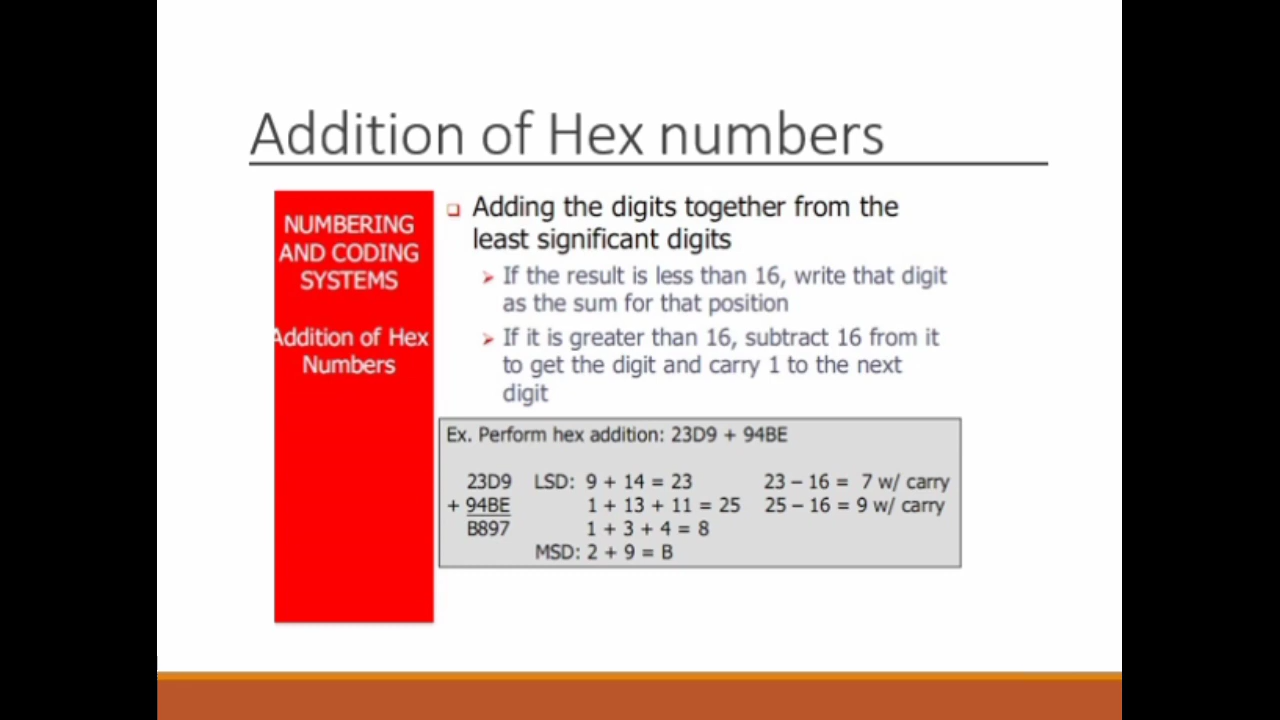 Addition of Hex numbers
NUMBERING
AND CODING
SYSTEMS
Addition of Hex
Numbers
Adding the digits together from the
least significant digits
If the result is less than 16, write that digit
as the sum for that position
If it is greater than 16, subtract 16 from it
to get the digit and carry 1 to the next
digit
Ex. Perform hex addition: 23D9 + 94BE
23D9 LSD: 9 + 14 = 23 23 – 16 = 7 w/ carry
+ 94BE 1 + 13 + 11 = 25 25 – 16 = 9 w/ carry
B897 1 + 3 + 4 = 8
MSD: 2 + 9 = B